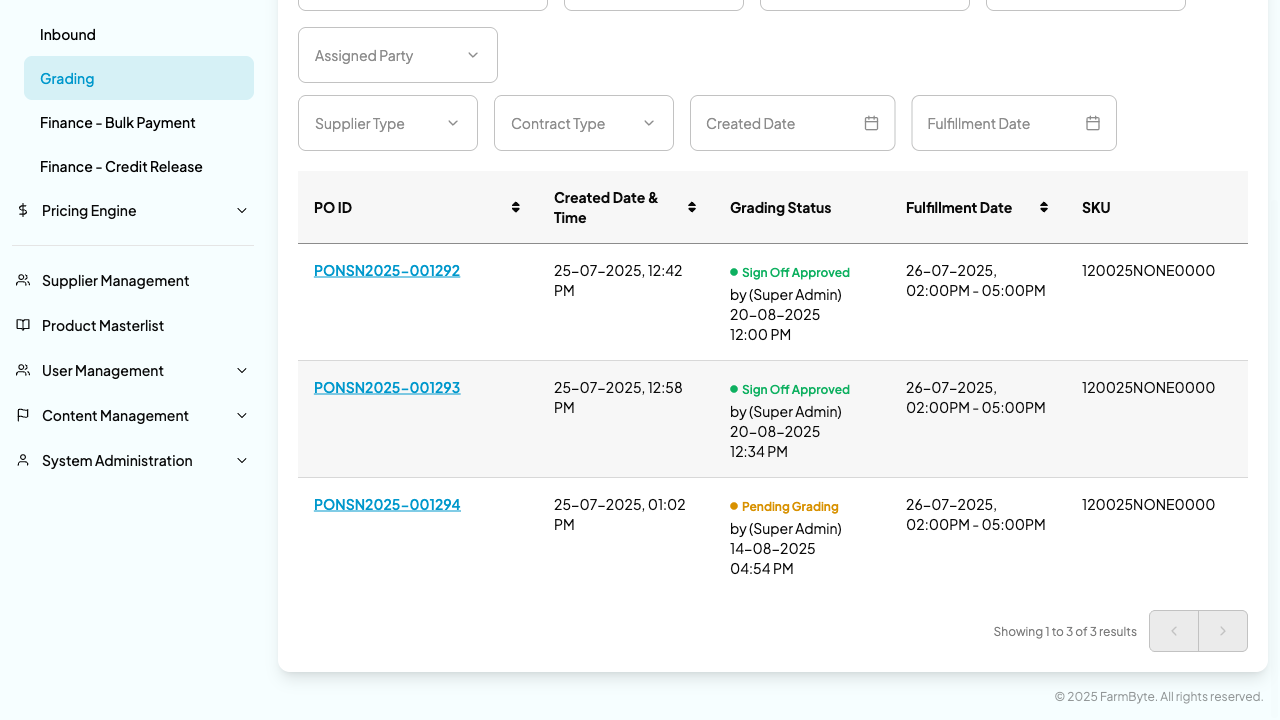 Inbound
Grading
Finance - Bulk Payment
Finance - Credit Release
Pricing Engine
Supplier Management
Product Masterlist
User Management
Content Management
System Administration
Assigned Party
Supplier Type
Contract Type
Created Date
Fulfillment Date
PO ID
Created Date &
Time
Grading Status
Fulfillment Date
SKU
PONSN2025-001292
25-07-2025, 12:42
PM
Sign Off Approved
by (Super Admin)
20-08-2025
12:00 PM
26-07-2025,
02:00PM - 05:00PM
120025NONE0000
PONSN2025-001293
25-07-2025, 12:58
PM
Sign Off Approved
by (Super Admin)
20-08-2025
12:34 PM
26-07-2025,
02:00PM - 05:00PM
120025NONE0000
PONSN2025-001294
25-07-2025, 01:02
PM
Pending Grading
by (Super Admin)
14-08-2025
04:54 PM
26-07-2025,
02:00PM - 05:00PM
120025NONE0000
Showing 1 to 3 of 3 results
© 2025 FarmByte. All rights reserved.